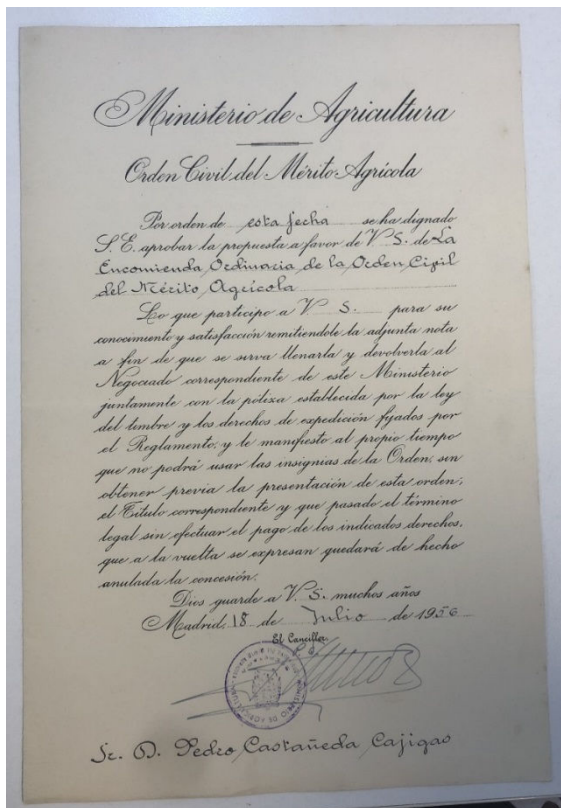 Ministerio de Agricultura
Orden Civil del Mérito Agrícola
Por orden de esta fecha se ha dignado
S. E. aprobar la propuesta a favor de V. S. de La
Encomienda Ordinaria de la Orden Civil
del Mérito Agrícola
Lo que participo a V. S. para su
conocimiento y satisfacción remitiendole la adjunta nota
a fin de que se sirva llenarla y devolverla al
Negociado correspondiente de este Ministerio
juntamente con la póliza establecida por la ley
del timbre y los derechos de expedición fijados por
el Reglamento; y le manifiesto al propio tiempo
que no podrá usar las insignias de la Orden, sin
obtener previa la presentación de esta orden,
el Título correspondiente y que pasado el término
legal sin efectuar el pago de los indicados derechos,
que a la vuelta se expresan quedará de hecho
anulada la concesión.
Dios guarde a V. S. muchos años
Madrid, 18 de Julio de 1956
El Canciller,
Sr. D. Pedro Castañeda Cajigas